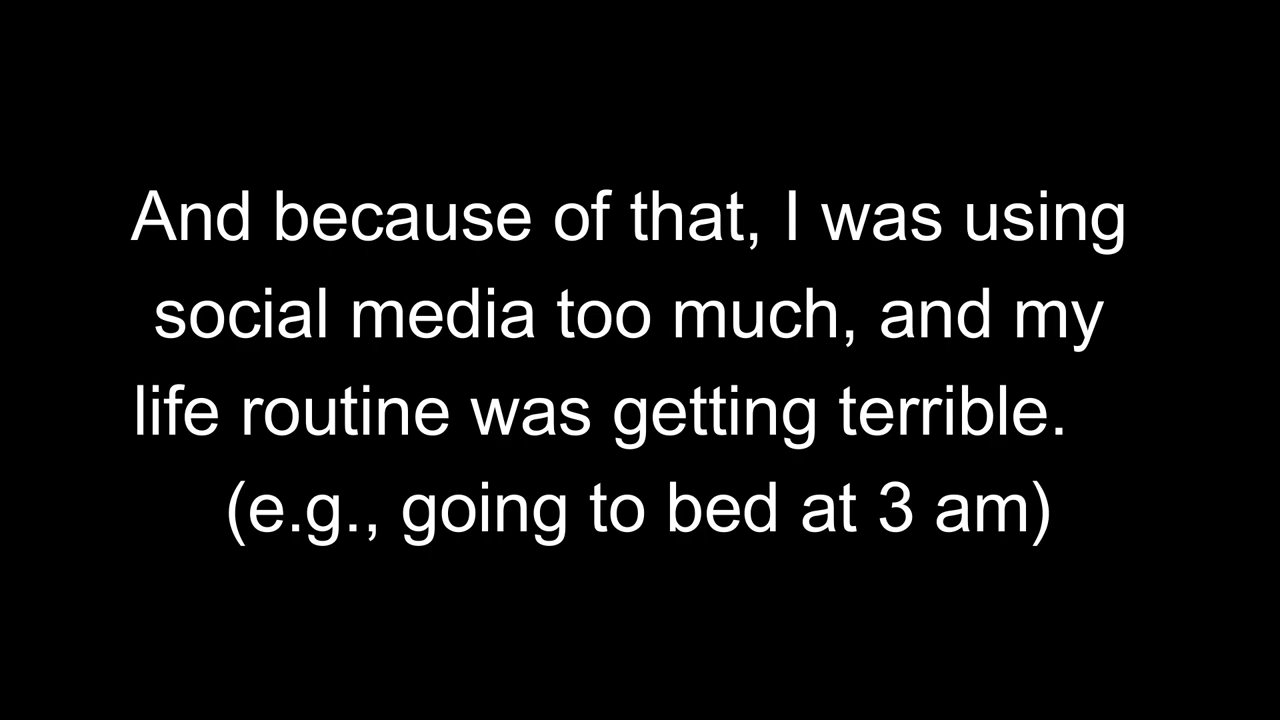 And because of that, I was using
social media too much, and my
life routine was getting terrible.
(e.g., going to bed at 3 am)